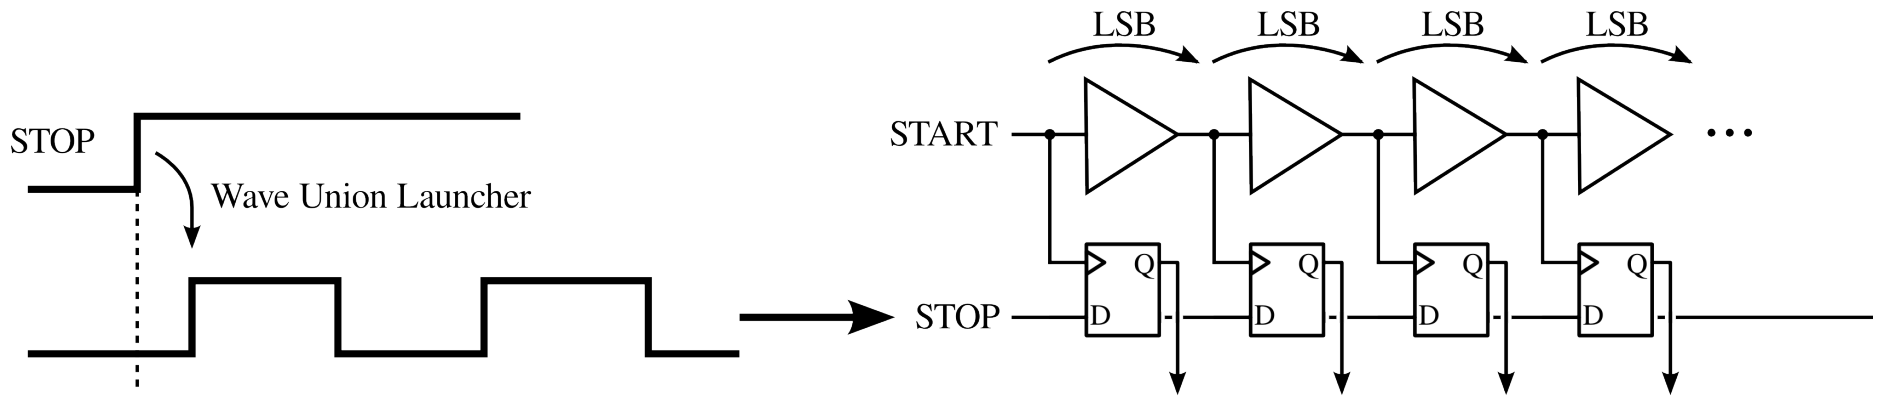 LSB LSB LSB LSB
STOP
START
Wave Union Launcher
Q Q Q Q
STOP
D D D D